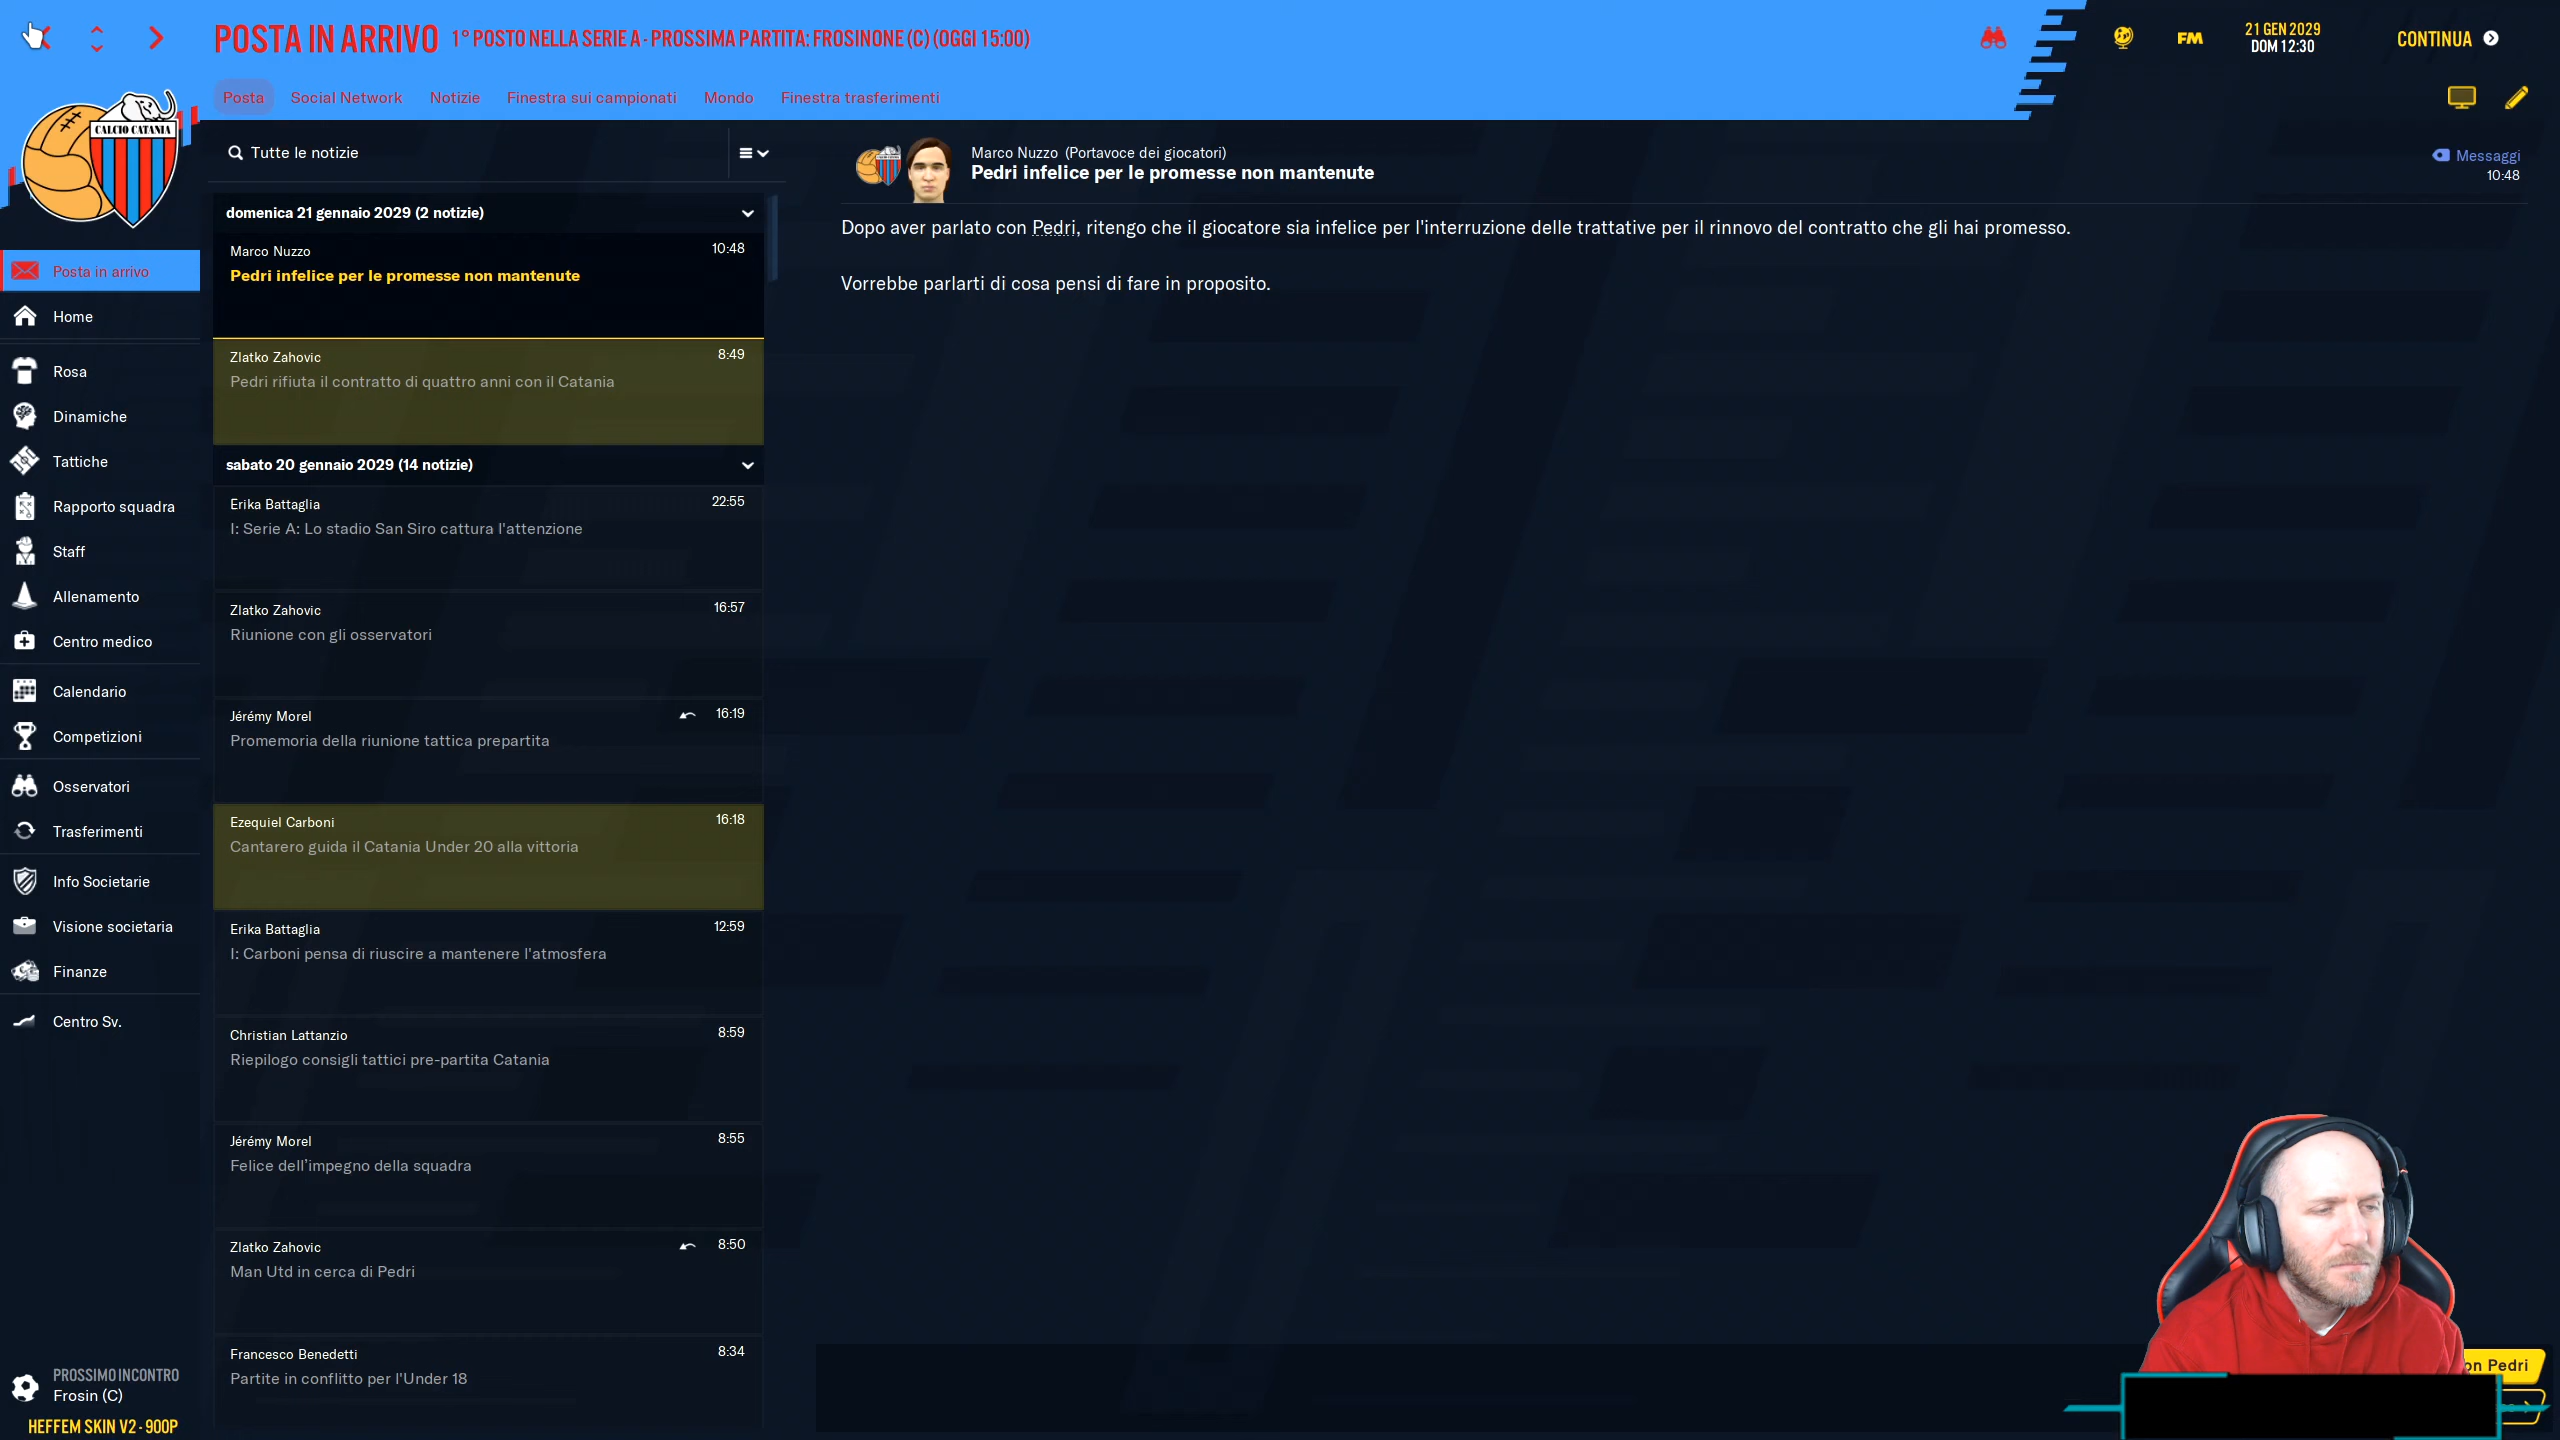 POSTA IN ARRIVO
1° POSTO NELLA SERIE A - PROSSIMA PARTITA: FROSINONE (C) (OGGI 15:00)
FM
21 GEN 2029
DOM 12:30
CONTINUA
Posta
Social Network
Notizie
Finestra sui campionati
Mondo
Finestra trasferimenti
CALCIO CATANIA
Posta in arrivo
Home
Rosa
Dinamiche
Tattiche
Rapporto squadra
Staff
Allenamento
Centro medico
Calendario
Competizioni
Osservatori
Trasferimenti
Info Societarie
Visione societaria
Finanze
Centro Sv.
PROSSIMO INCONTRO
Frosin (C)
HEFFEM SKIN V2 - 900P
Tutte le notizie
domenica 21 gennaio 2029 (2 notizie)
Marco Nuzzo 10:48
Pedri infelice per le promesse non mantenute
Zlatko Zahovic 8:49
Pedri rifiuta il contratto di quattro anni con il Catania
sabato 20 gennaio 2029 (14 notizie)
Erika Battaglia 22:55
I: Serie A: Lo stadio San Siro cattura l'attenzione
Zlatko Zahovic 16:57
Riunione con gli osservatori
Jérémy Morel 16:19
Promemoria della riunione tattica prepartita
Ezequiel Carboni 16:18
Cantarero guida il Catania Under 20 alla vittoria
Erika Battaglia 12:59
I: Carboni pensa di riuscire a mantenere l'atmosfera
Christian Lattanzio 8:59
Riepilogo consigli tattici pre-partita Catania
Jérémy Morel 8:55
Felice dell'impegno della squadra
Zlatko Zahovic 8:50
Man Utd in cerca di Pedri
Francesco Benedetti 8:34
Partite in conflitto per l'Under 18
Marco Nuzzo (Portavoce dei giocatori)
Pedri infelice per le promesse non mantenute
Messaggi
10:48
Dopo aver parlato con Pedri, ritengo che il giocatore sia infelice per l'interruzione delle trattative per il rinnovo del contratto che gli hai promesso.
Vorrebbe parlarti di cosa pensi di fare in proposito.
on Pedri